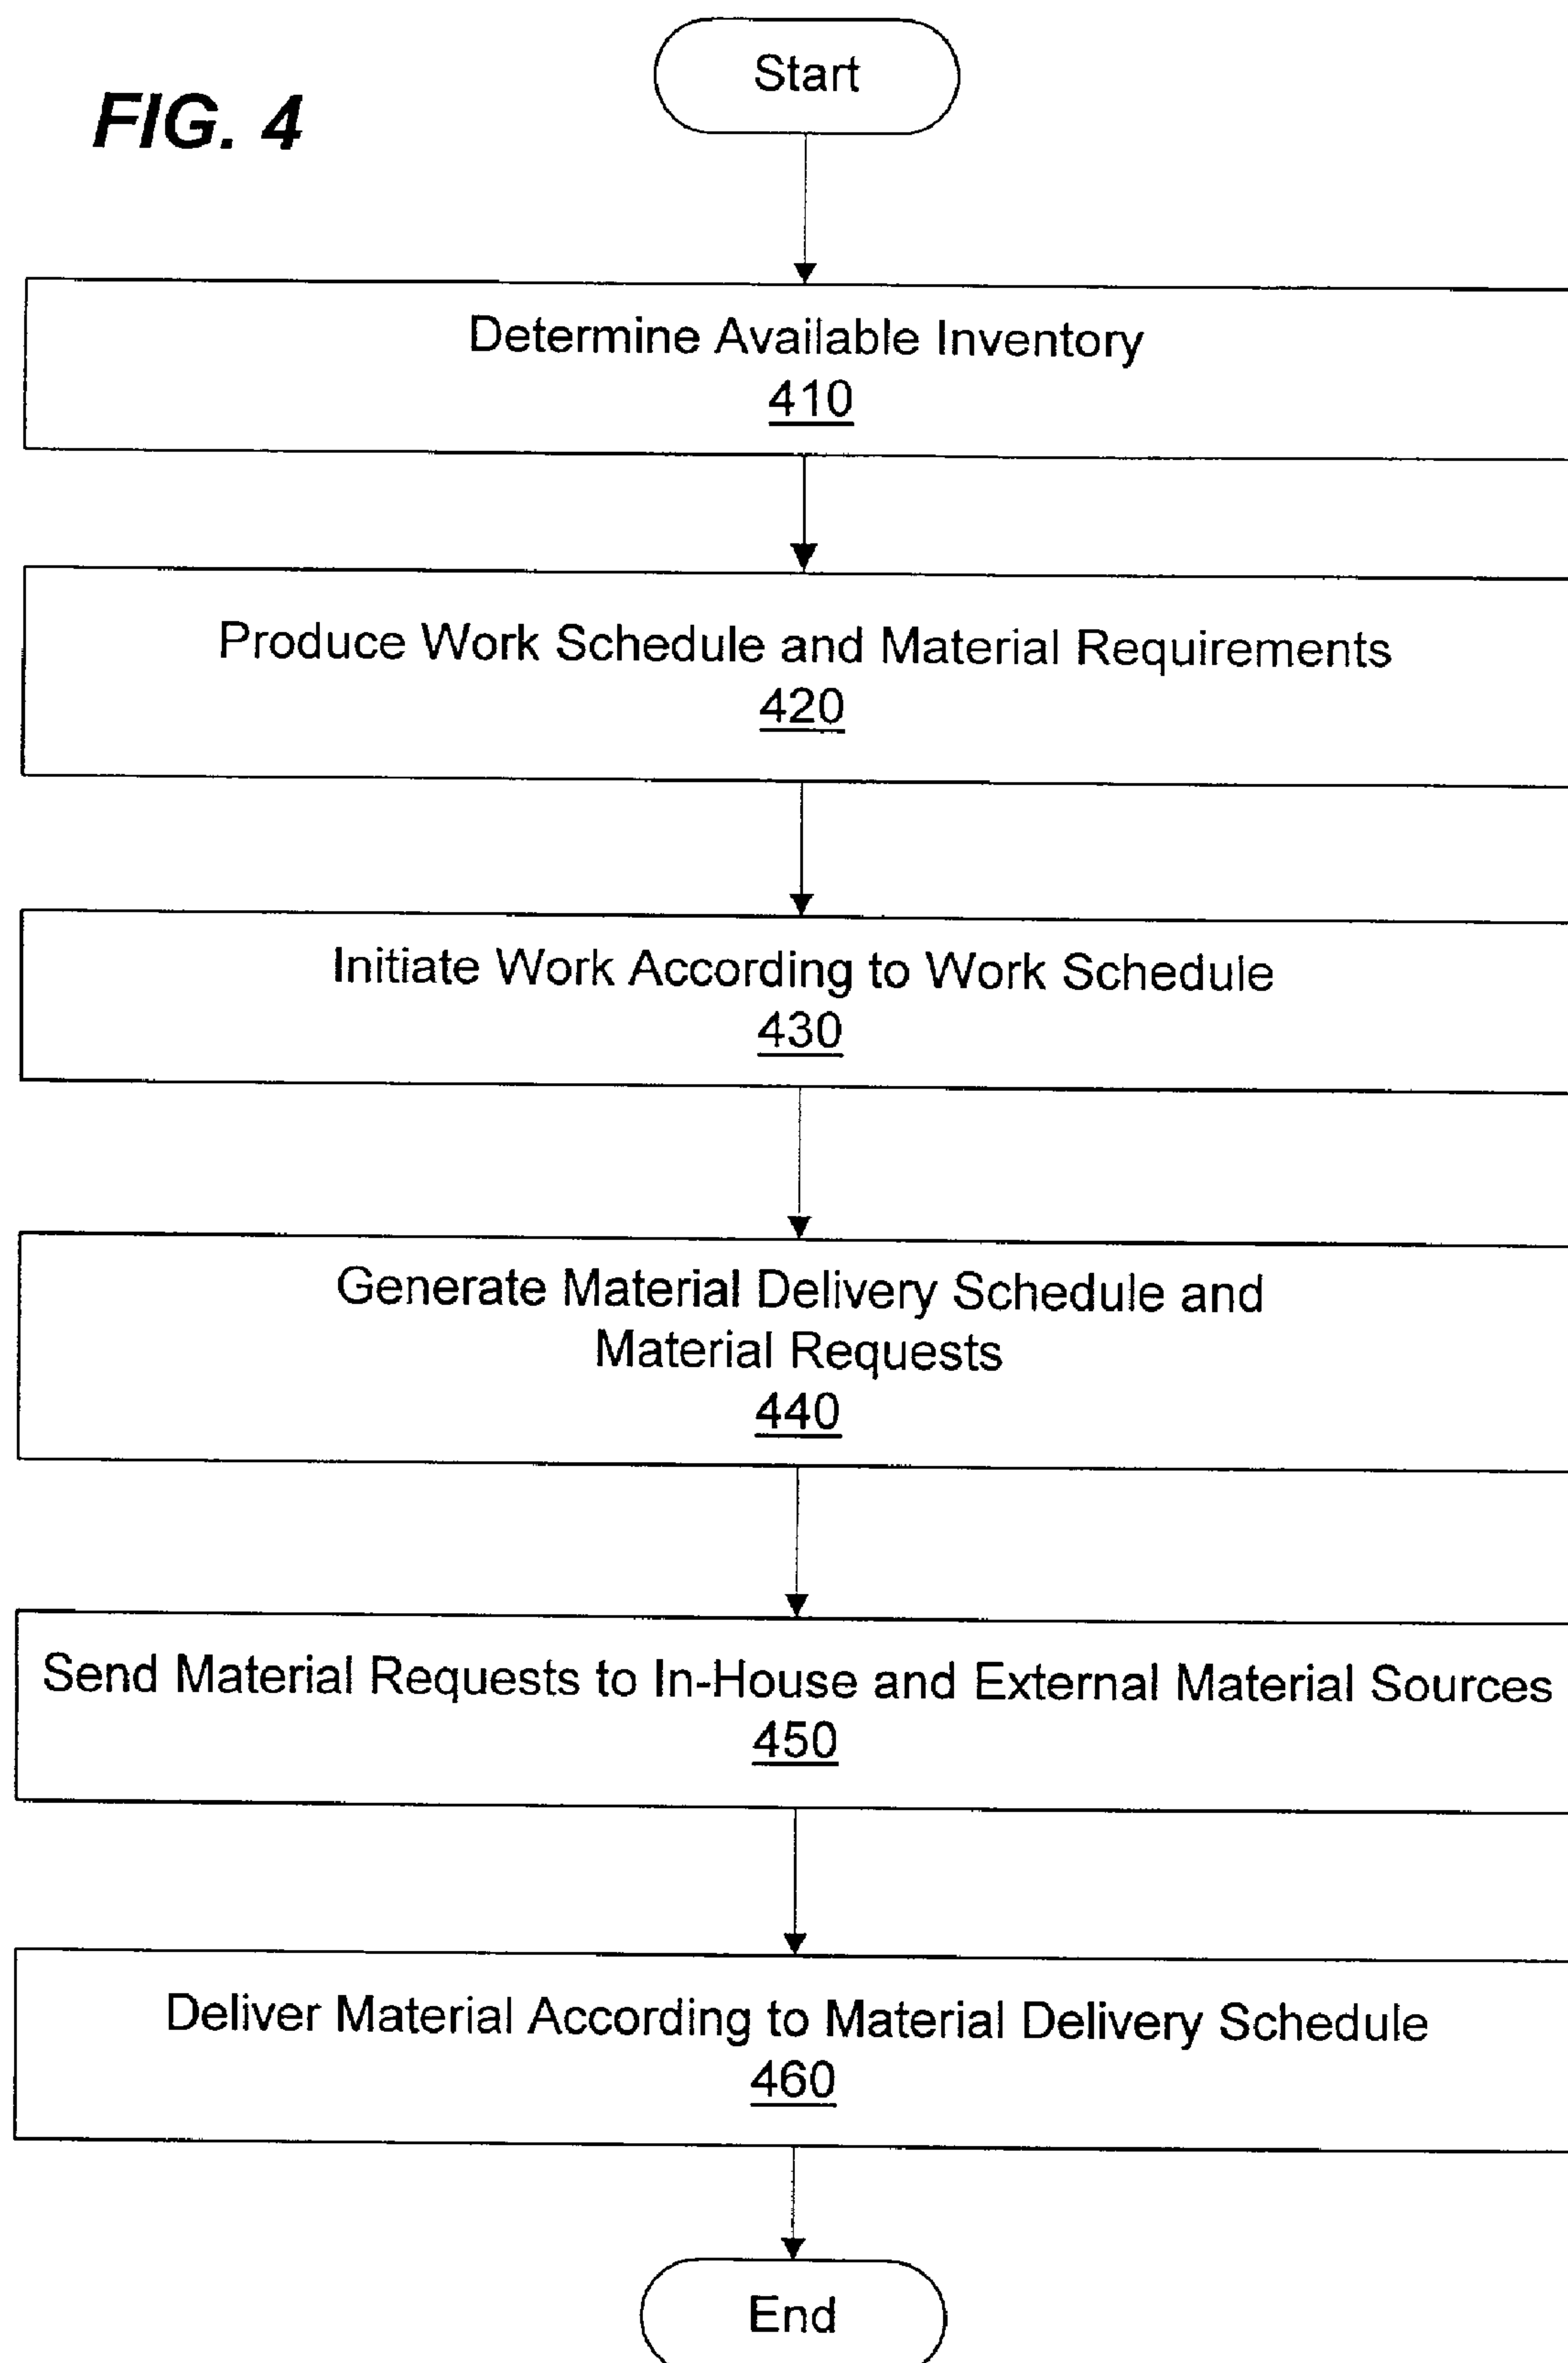 FIG. 4
Start
Determine Available Inventory
410
Produce Work Schedule and Material Requirements
420
Initiate Work According to Work Schedule
430
Generate Material Delivery Schedule and
Material Requests
440
Send Material Requests to In-House and External Material Sources
450
Deliver Material According to Material Delivery Schedule
460
End